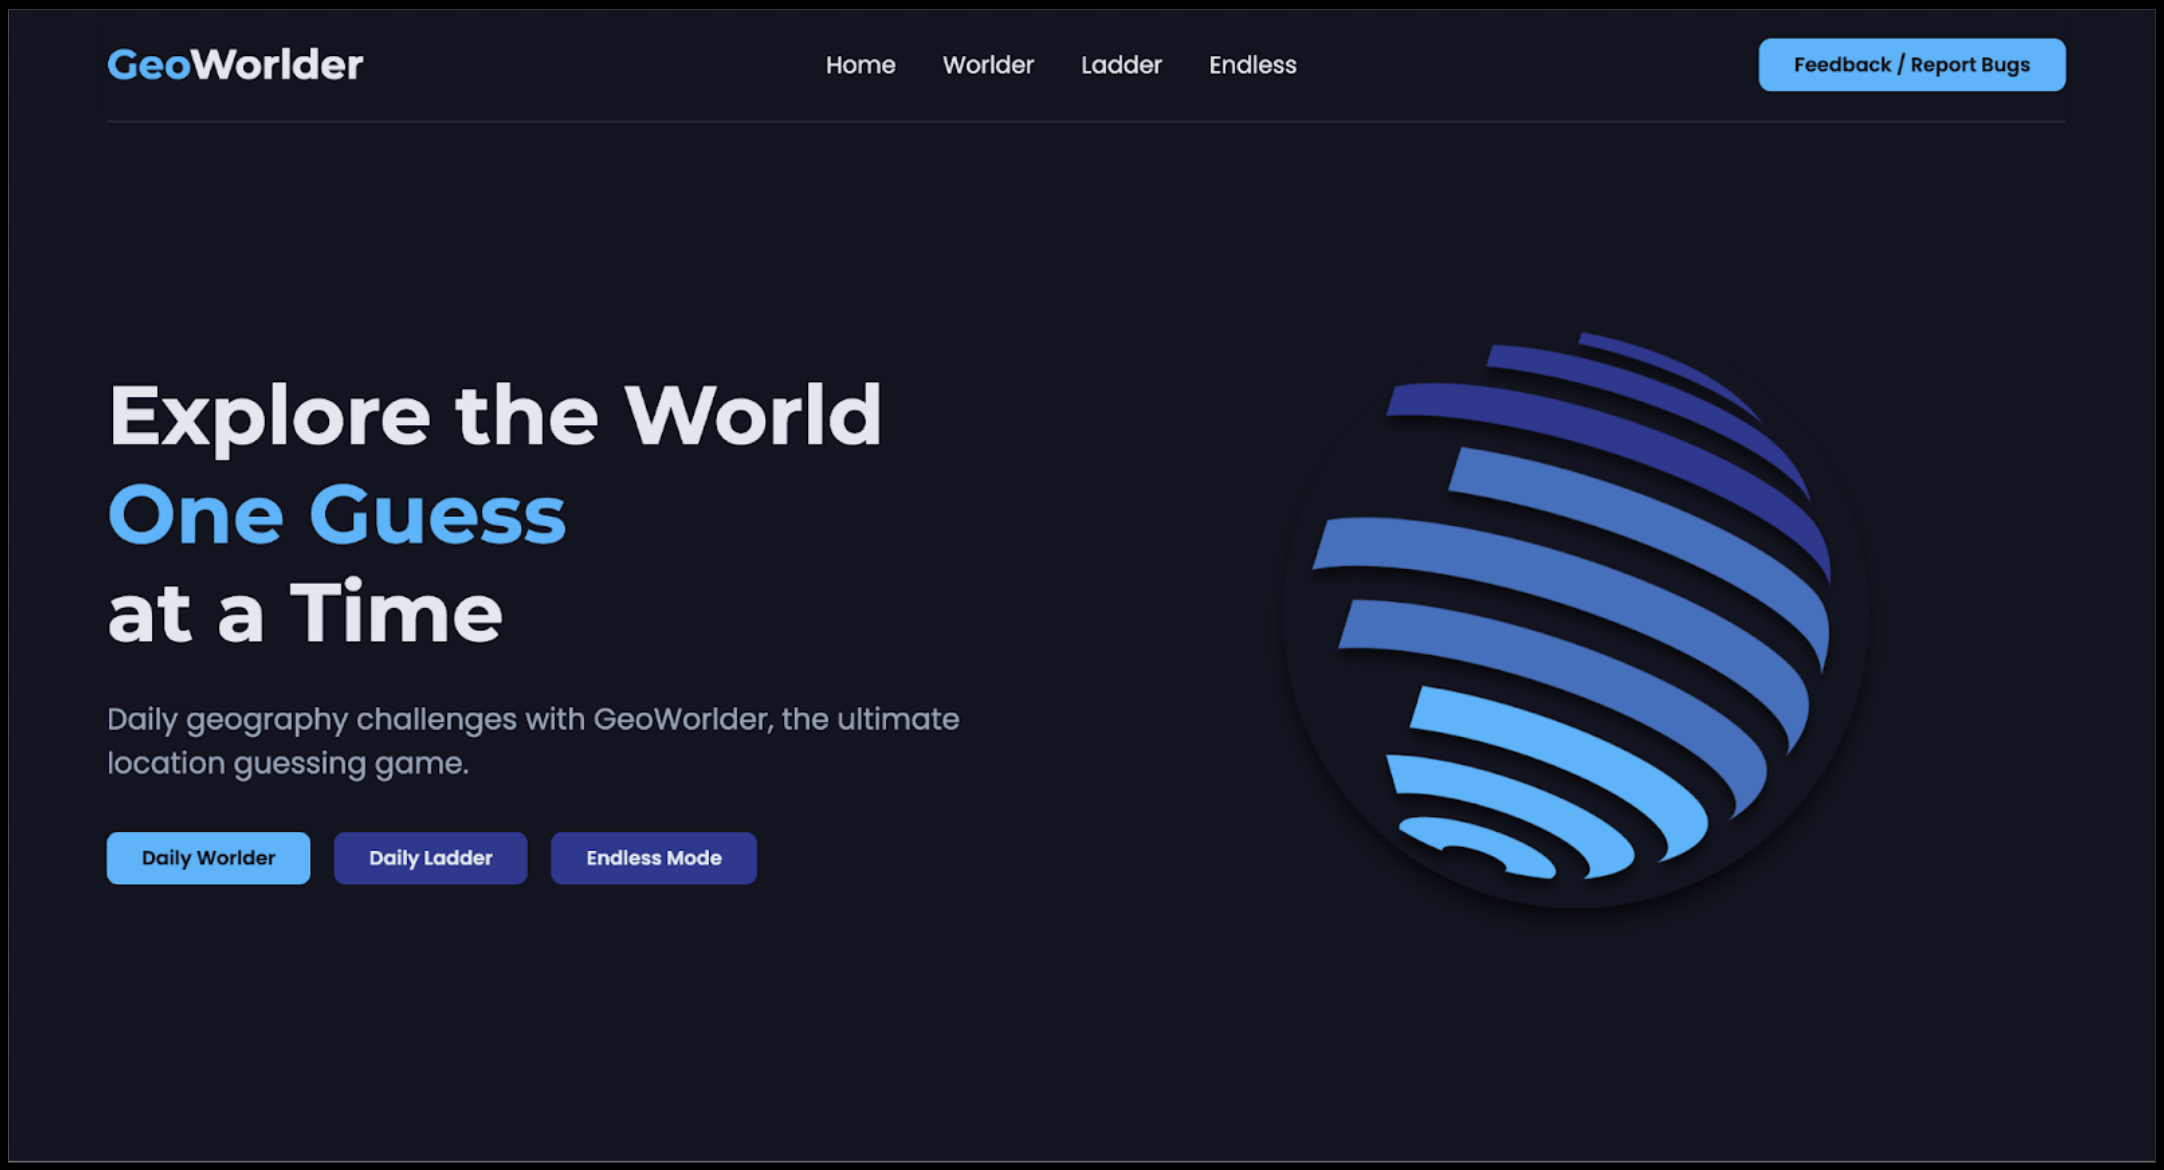 GeoWorlder
Home
Worlder
Ladder
Endless
Feedback / Report Bugs
Explore the World
One Guess
at a Time
Daily geography challenges with GeoWorlder, the ultimate
location guessing game.
Daily Worlder
Daily Ladder
Endless Mode